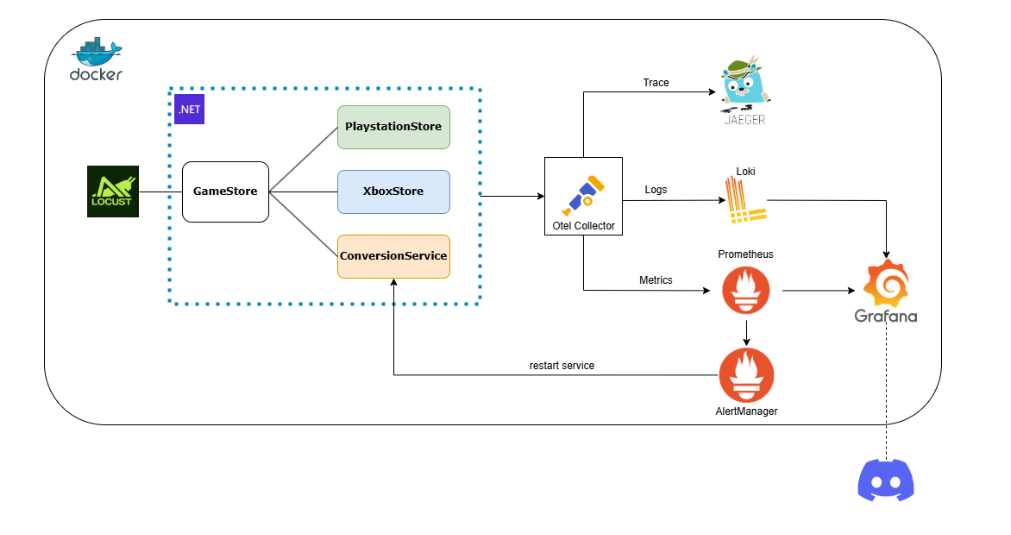 docker
.NET
PlaystationStore
GameStore
XboxStore
ConversionService
LOCUST
Otel Collector
Trace
JAEGER
Logs
Loki
Metrics
Prometheus
Grafana
restart service
AlertManager